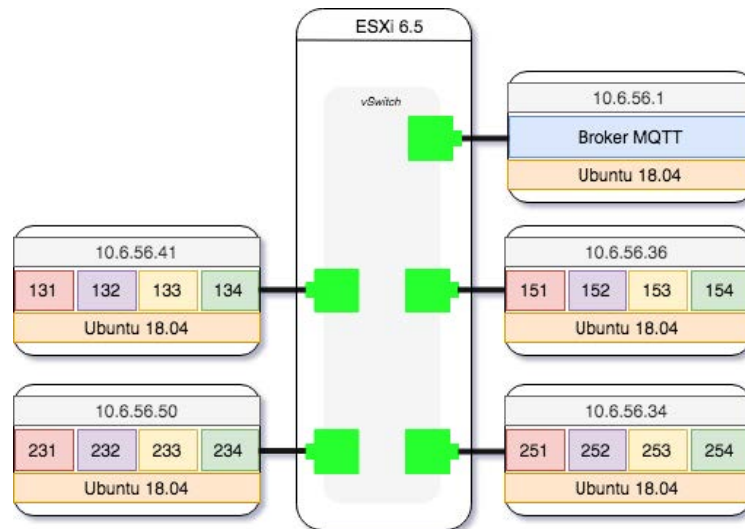 ESXi 6.5
vSwitch
10.6.56.1
Broker MQTT
Ubuntu 18.04
10.6.56.41
131 132 133 134
Ubuntu 18.04
10.6.56.36
151 152 153 154
Ubuntu 18.04
10.6.56.50
231 232 233 234
Ubuntu 18.04
10.6.56.34
251 252 253 254
Ubuntu 18.04